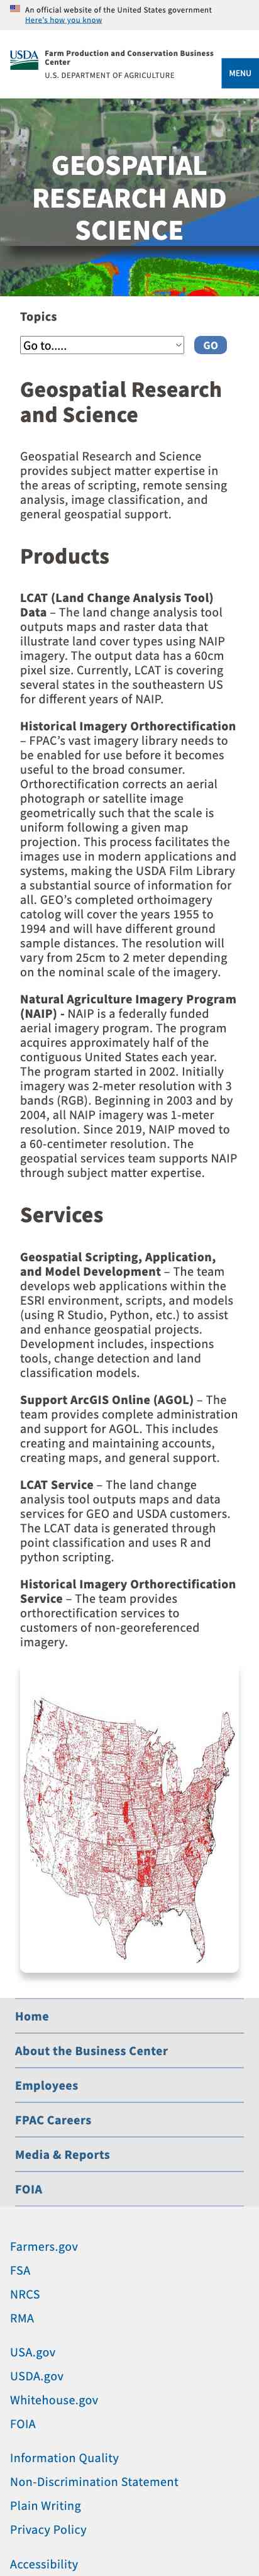 An official website of the United States government
Here's how you know
USDA
Farm Production and Conservation Business
Center
U.S. DEPARTMENT OF AGRICULTURE
MENU
GEOSPATIAL
RESEARCH AND
SCIENCE
Topics
Go to.....
GO
Geospatial Research
and Science
Geospatial Research and Science
provides subject matter expertise in
the areas of scripting, remote sensing
analysis, image classification, and
general geospatial support.
Products
LCAT (Land Change Analysis Tool)
Data – The land change analysis tool
outputs maps and raster data that
illustrate land cover types using NAIP
imagery. The output data has a 60cm
pixel size. Currently, LCAT is covering
several states in the southeastern US
for different years of NAIP.
Historical Imagery Orthorectification
– FPAC's vast imagery library needs to
be enabled for use before it becomes
useful to the broad consumer.
Orthorectification corrects an aerial
photograph or satellite image
geometrically such that the scale is
uniform following a given map
projection. This process facilitates the
images use in modern applications and
systems, making the USDA Film Library
a substantial source of information for
all. GEO's completed orthoimagery
catolog will cover the years 1955 to
1994 and will have different ground
sample distances. The resolution will
vary from 25cm to 2 meter depending
on the nominal scale of the imagery.
Natural Agriculture Imagery Program
(NAIP) - NAIP is a federally funded
aerial imagery program. The program
acquires approximately half of the
contiguous United States each year.
The program started in 2002. Initially
imagery was 2-meter resolution with 3
bands (RGB). Beginning in 2003 and by
2004, all NAIP imagery was 1-meter
resolution. Since 2019, NAIP moved to
a 60-centimeter resolution. The
geospatial services team supports NAIP
through subject matter expertise.
Services
Geospatial Scripting, Application,
and Model Development – The team
develops web applications within the
ESRI environment, scripts, and models
(using R Studio, Python, etc.) to assist
and enhance geospatial projects.
Development includes, inspections
tools, change detection and land
classification models.
Support ArcGIS Online (AGOL) – The
team provides complete administration
and support for AGOL. This includes
creating and maintaining accounts,
creating maps, and general support.
LCAT Service – The land change
analysis tool outputs maps and data
services for GEO and USDA customers.
The LCAT data is generated through
point classification and uses R and
python scripting.
Historical Imagery Orthorectification
Service – The team provides
orthorectification services to
customers of non-georeferenced
imagery.
Home
About the Business Center
Employees
FPAC Careers
Media & Reports
FOIA
Farmers.gov
FSA
NRCS
RMA
USA.gov
USDA.gov
Whitehouse.gov
FOIA
Information Quality
Non-Discrimination Statement
Plain Writing
Privacy Policy
Accessibility